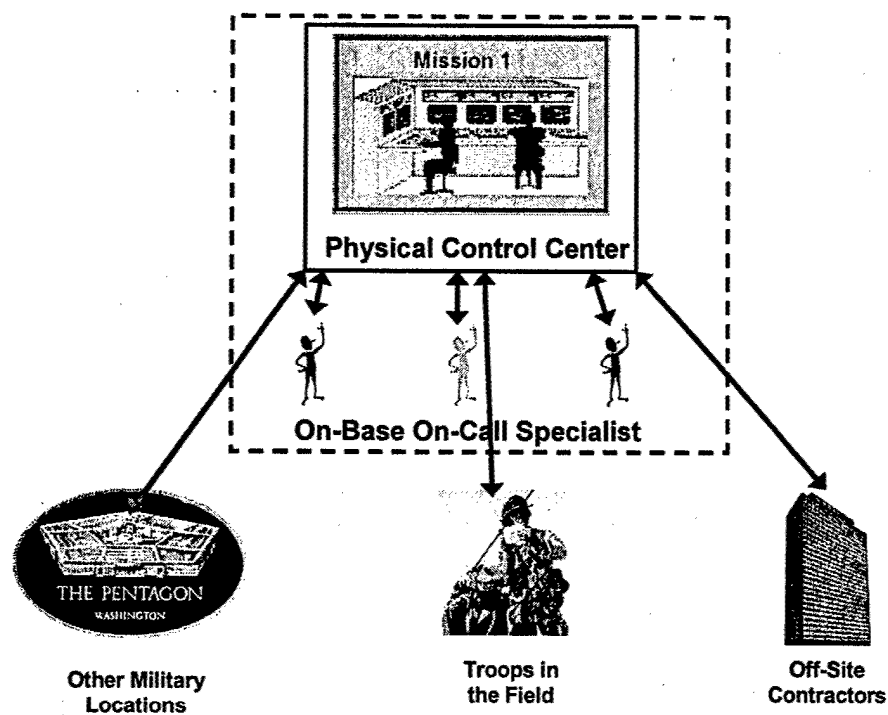 Mission 1
Physical Control Center
On-Base On-Call Specialist
THE PENTAGON
WASHINGTON
Other Military
Locations
Troops in
the Field
Off-Site
Contractors